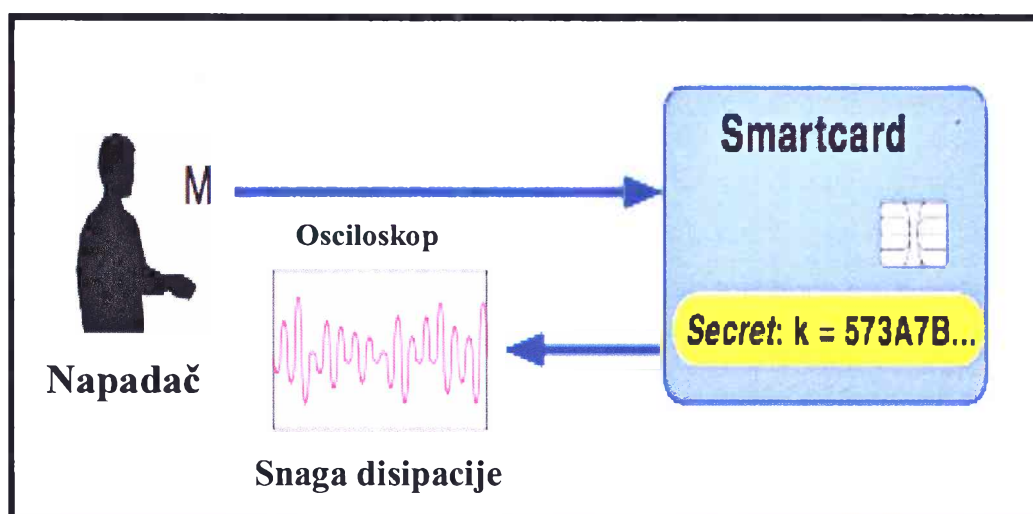 Smartcard
M
Osciloskop
Secret: k = 573A7B...
Napadač
Snaga disipacije